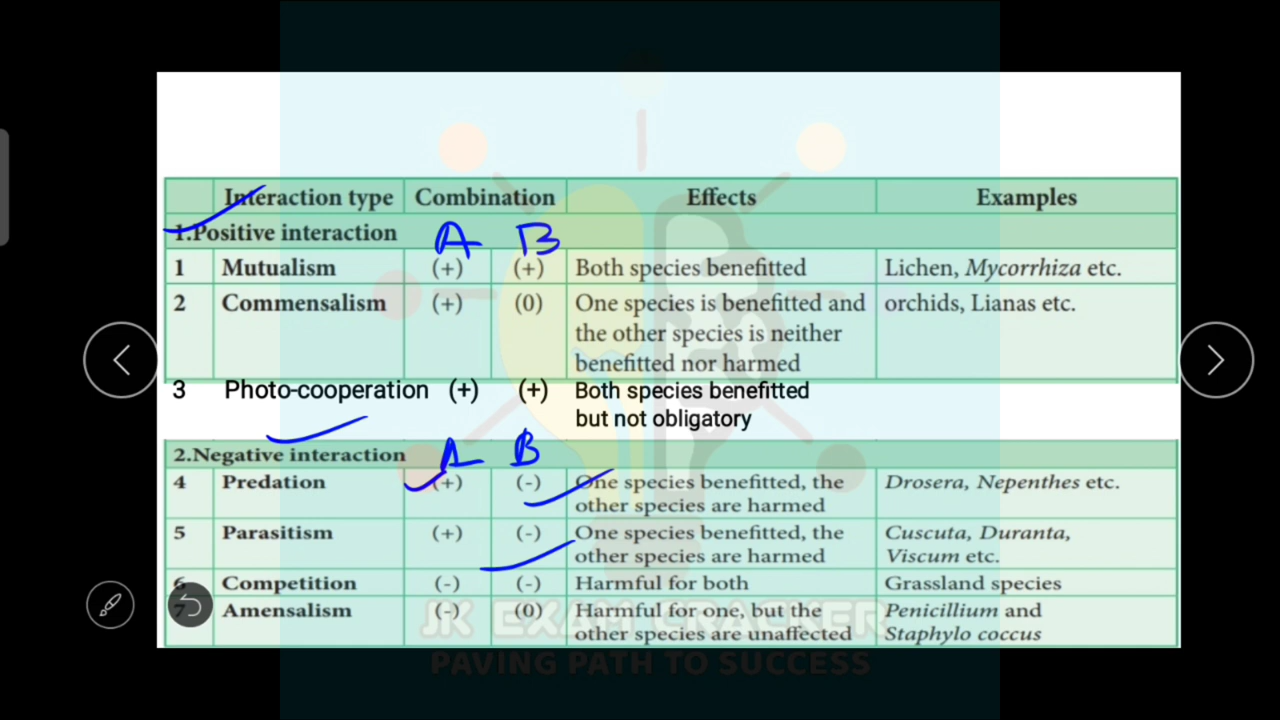 Interaction type Combination Effects Examples
1.Positive interaction A B
1 Mutualism (+) (+) Both species benefitted Lichen, Mycorrhiza etc.
2 Commensalism (+) (0) One species is benefitted and orchids, Lianas etc.
the other species is neither
benefitted nor harmed
3 Photo-cooperation (+) (+) Both species benefitted
but not obligatory
2.Negative interaction A B
4 Predation (+) (-) One species benefitted, the Drosera, Nepenthes etc.
other species are harmed
5 Parasitism (+) (-) One species benefitted, the Cuscuta, Duranta,
other species are harmed Viscum etc.
6 Competition (-) (-) Harmful for both Grassland species
7 Amensalism (-) (0) Harmful for one, but the Penicillium and
other species are unaffected Staphylo coccus
JK EXAM CRACKER
PAVING PATH TO SUCCESS